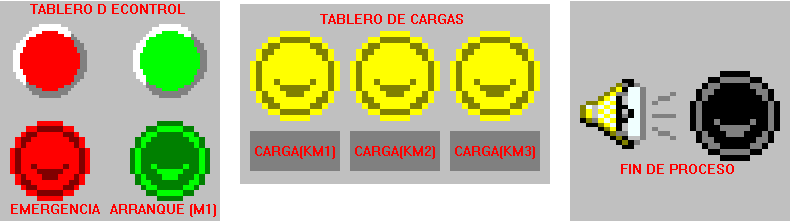 TABLERO D ECONTROL
EMERGENCIA
ARRANQUE (M1)
TABLERO DE CARGAS
CARGA(KM1)
CARGA(KM2)
CARGA(KM3)
FIN DE PROCESO